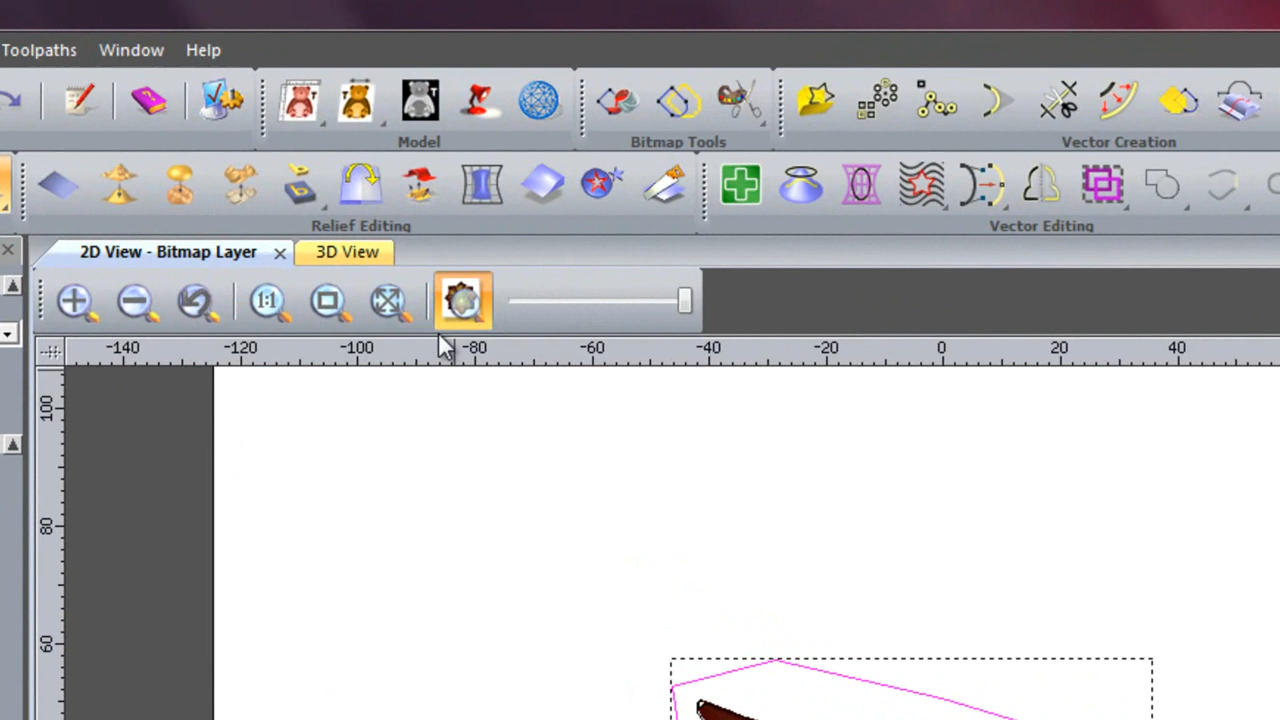 Toolpaths Window Help
Model Bitmap Tools Vector Creation
Relief Editing Vector Editing
2D View - Bitmap Layer 3D View
1:1
-140 -120 -100 -80 -60 -40 -20 0 20 40
100
80
60